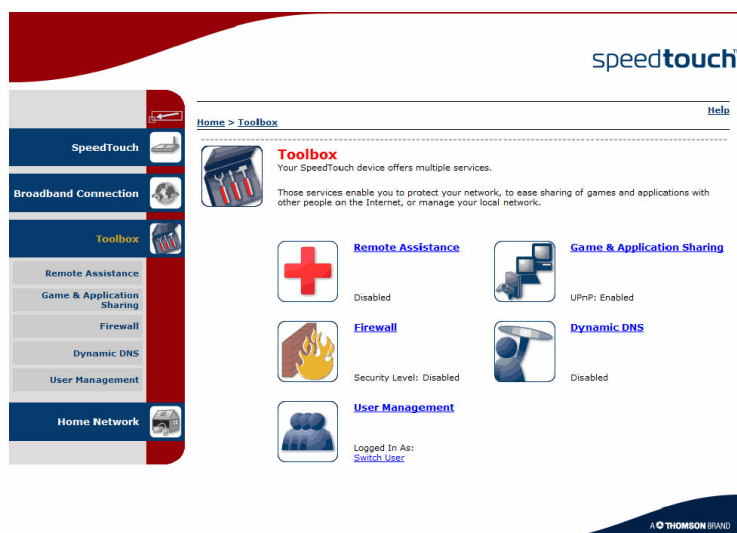 speedtouch™
Help
Home > Toolbox
SpeedTouch
Broadband Connection
Toolbox
Remote Assistance
Game & Application
Sharing
Firewall
Dynamic DNS
User Management
Home Network
Toolbox
Your SpeedTouch device offers multiple services.
Those services enable you to protect your network, to ease sharing of games and applications with
other people on the Internet, or manage your local network.
Remote Assistance
Disabled
Game & Application Sharing
UPnP: Enabled
Firewall
Security Level: Disabled
Dynamic DNS
Disabled
User Management
Logged In As:
Switch User
A THOMSON BRAND